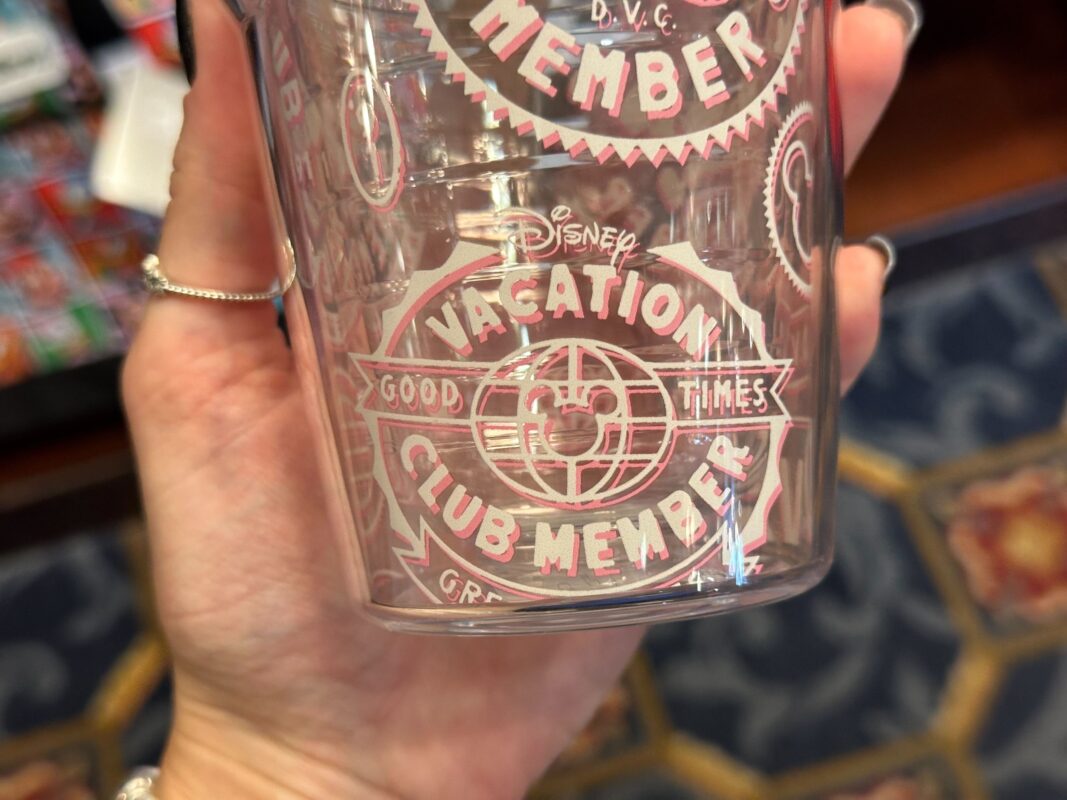 D.V.C.
MEMBER
DISNEY
VACATION
GOOD TIMES
CLUB MEMBER